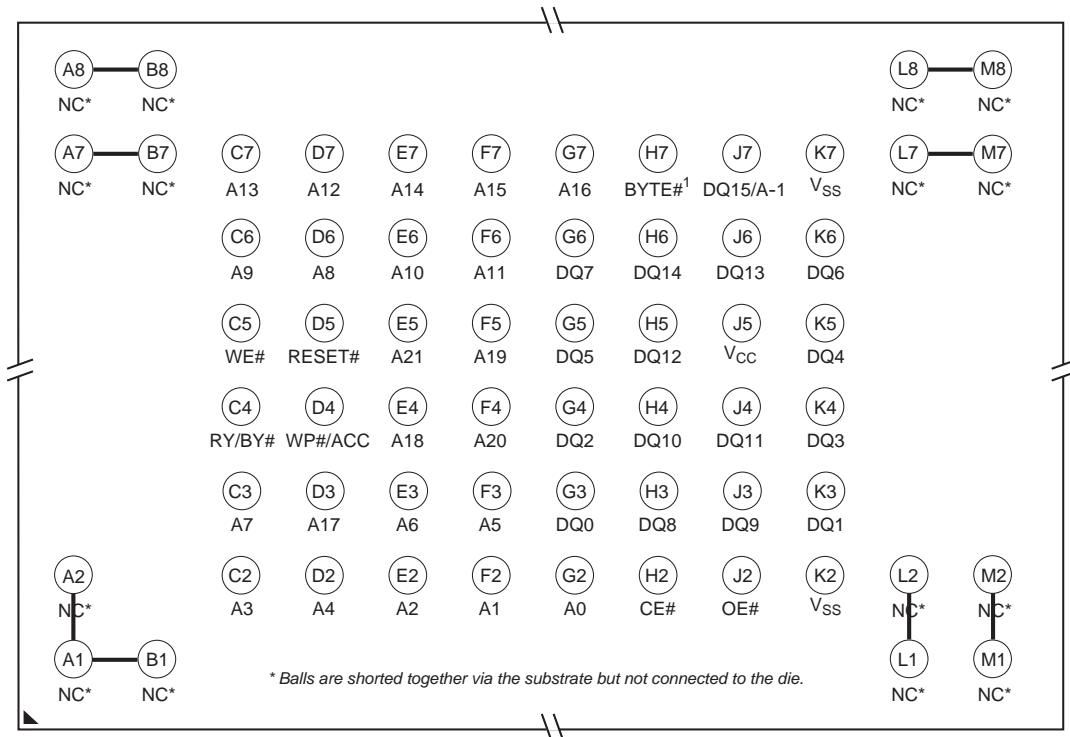 A8 B8 L8 M8
NC* NC* NC* NC*
A7 B7 C7 D7 E7 F7 G7 H7 J7 K7 L7 M7
NC* NC* A13 A12 A14 A15 A16 BYTE#1 DQ15/A-1 VSS NC* NC*
C6 D6 E6 F6 G6 H6 J6 K6
A9 A8 A10 A11 DQ7 DQ14 DQ13 DQ6
C5 D5 E5 F5 G5 H5 J5 K5
WE# RESET# A21 A19 DQ5 DQ12 VCC DQ4
C4 D4 E4 F4 G4 H4 J4 K4
RY/BY# WP#/ACC A18 A20 DQ2 DQ10 DQ11 DQ3
C3 D3 E3 F3 G3 H3 J3 K3
A7 A17 A6 A5 DQ0 DQ8 DQ9 DQ1
A2 C2 D2 E2 F2 G2 H2 J2 K2 L2 M2
NC* A3 A4 A2 A1 A0 CE# OE# VSS NC* NC*
A1 B1 L1 M1
* Balls are shorted together via the substrate but not connected to the die.
NC* NC* NC* NC*